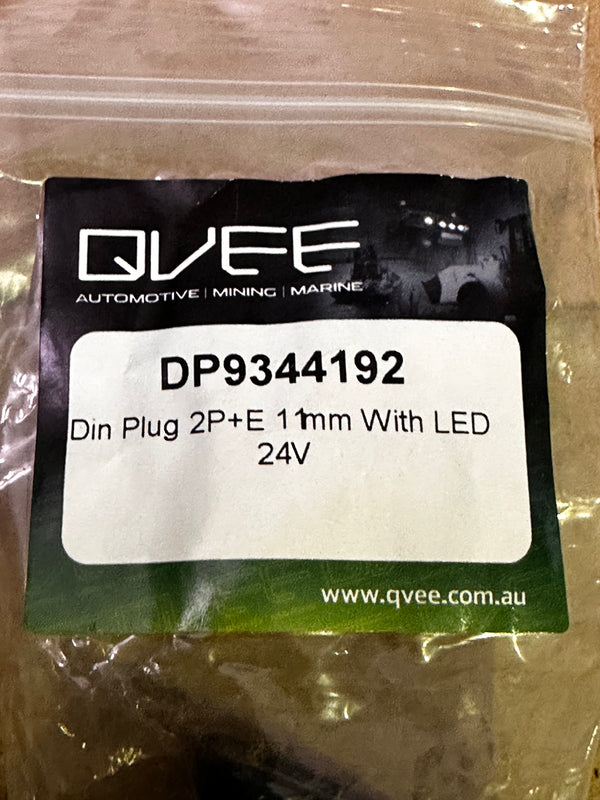 QVEE
AUTOMOTIVE | MINING | MARINE
DP9344192
Din Plug 2P+E 11mm With LED
24V
www.qvee.com.au